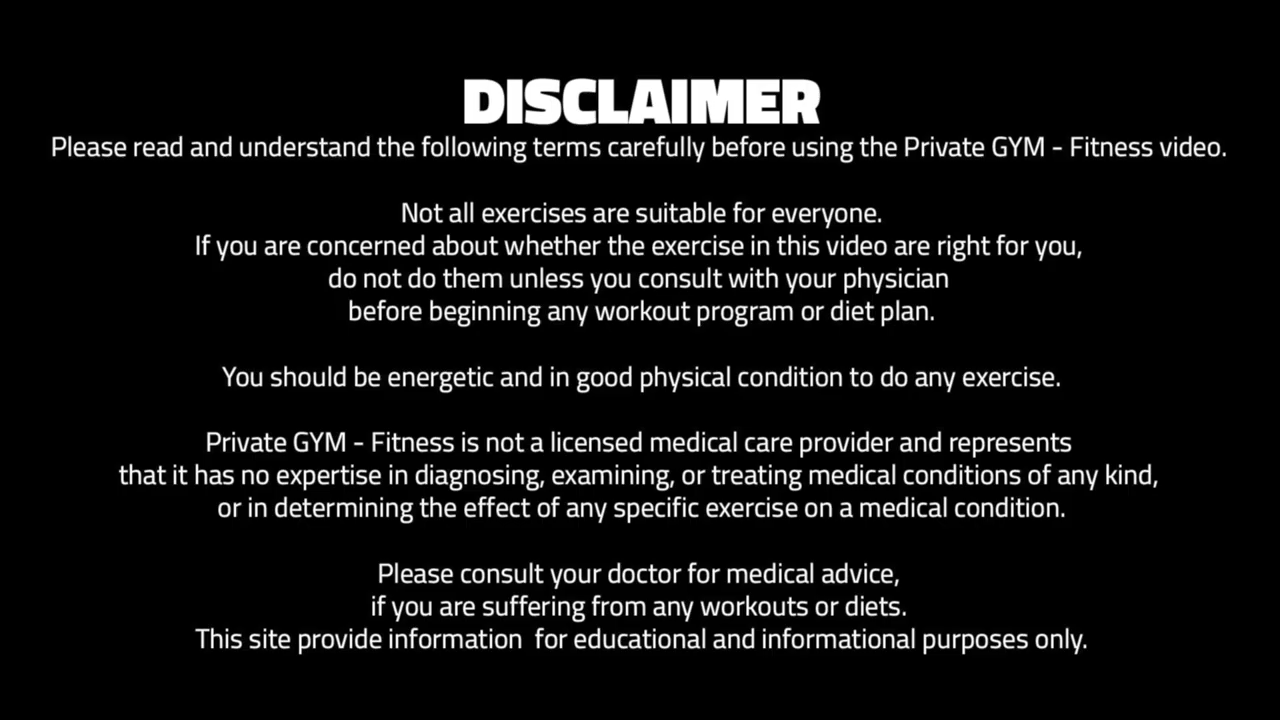 DISCLAIMER
Please read and understand the following terms carefully before using the Private GYM - Fitness video.
Not all exercises are suitable for everyone.
If you are concerned about whether the exercise in this video are right for you,
do not do them unless you consult with your physician
before beginning any workout program or diet plan.
You should be energetic and in good physical condition to do any exercise.
Private GYM - Fitness is not a licensed medical care provider and represents
that it has no expertise in diagnosing, examining, or treating medical conditions of any kind,
or in determining the effect of any specific exercise on a medical condition.
Please consult your doctor for medical advice,
if you are suffering from any workouts or diets.
This site provide information  for educational and informational purposes only.